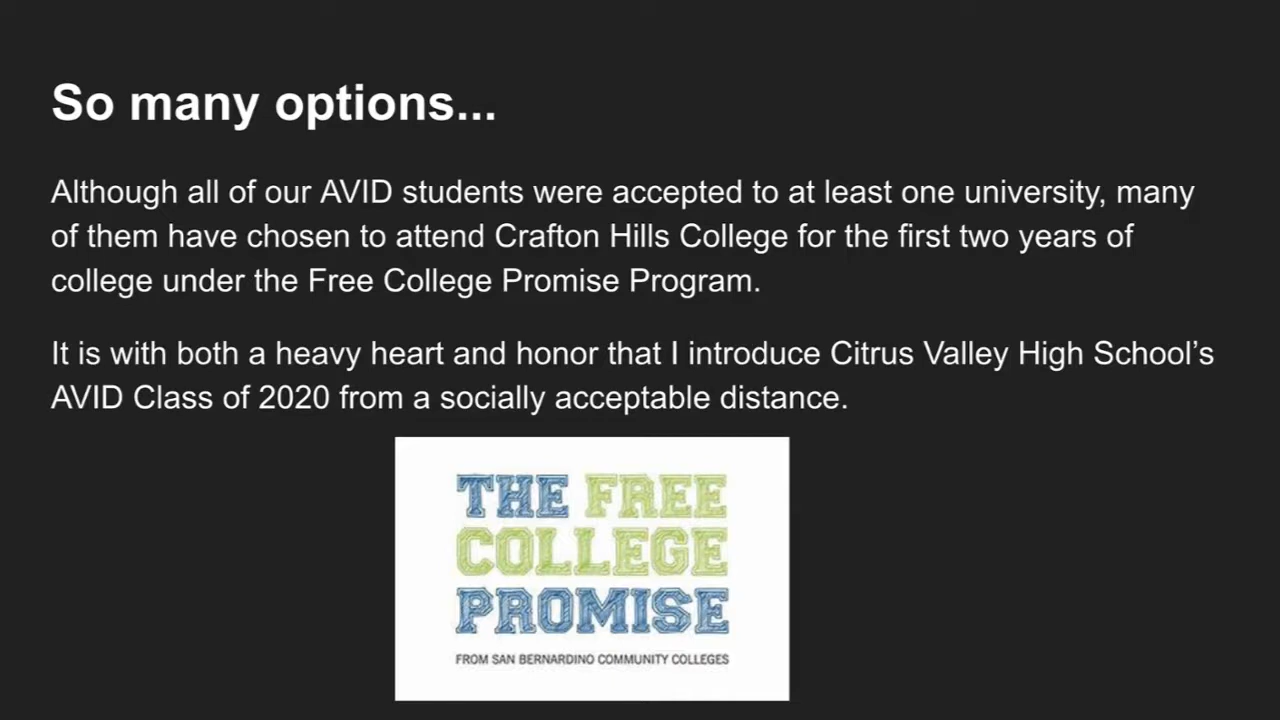 So many options...
Although all of our AVID students were accepted to at least one university, many
of them have chosen to attend Crafton Hills College for the first two years of
college under the Free College Promise Program.
It is with both a heavy heart and honor that I introduce Citrus Valley High School’s
AVID Class of 2020 from a socially acceptable distance.
THE FREE
COLLEGE
PROMISE
FROM SAN BERNARDINO COMMUNITY COLLEGES